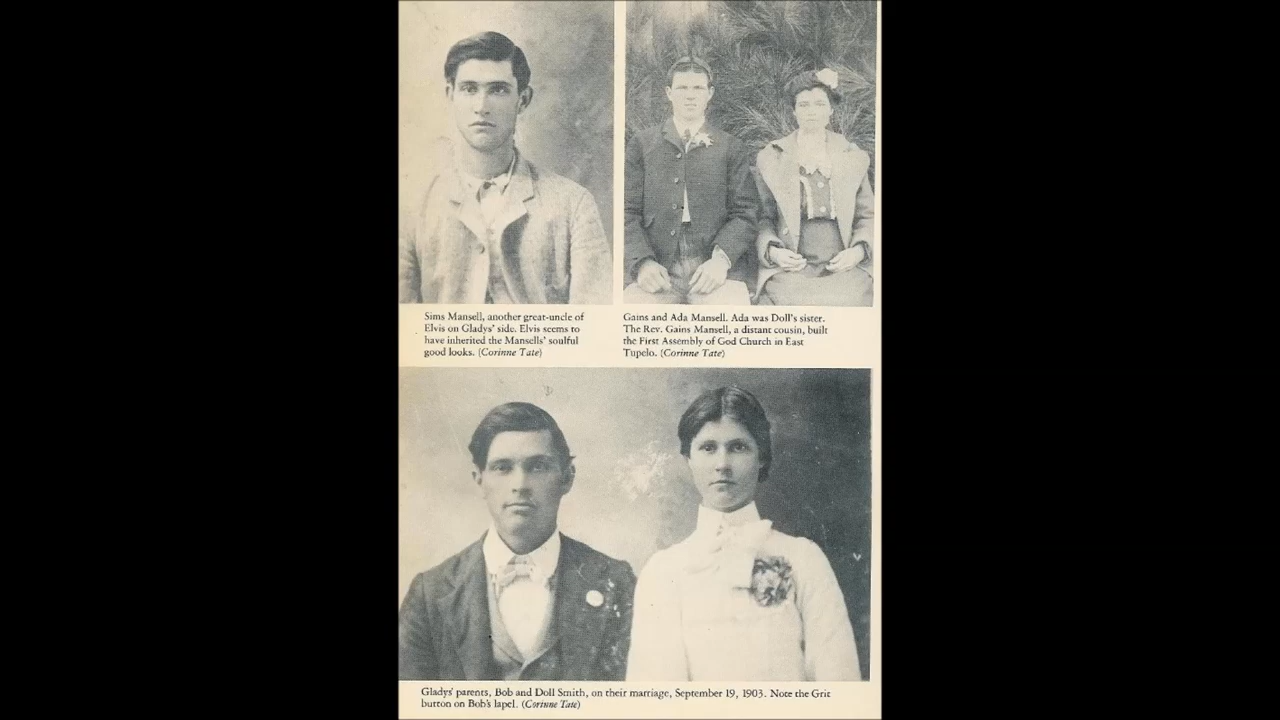 Sims Mansell, another great-uncle of
Elvis on Gladys' side. Elvis seems to
have inherited the Mansells' soulful
good looks. (Corinne Tate)
Gains and Ada Mansell. Ada was Doll's sister.
The Rev. Gains Mansell, a distant cousin, built
the First Assembly of God Church in East
Tupelo. (Corinne Tate)
Gladys' parents, Bob and Doll Smith, on their marriage, September 19, 1903. Note the Grit
button on Bob's lapel. (Corinne Tate)